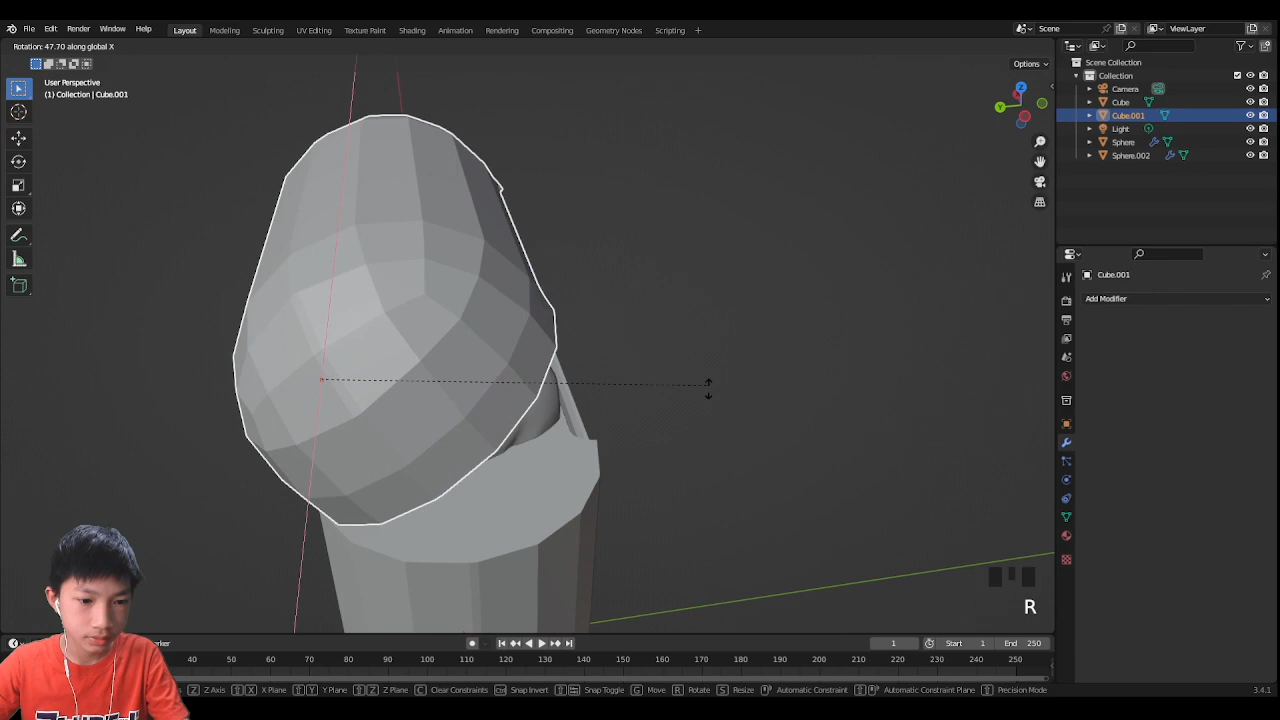 File Edit Render Window Help Layout Modeling Sculpting UV Editing Texture Paint Shading Animation Rendering Compositing Geometry Nodes Scripting + Scene ViewLayer
Rotation: 47.70 along global X
Options
User Perspective
(1) Collection | Cube.001
Z
Y
Scene Collection
Collection
Camera
Cube
Cube.001
Light
Sphere
Sphere.002
Cube.001
Add Modifier
R
1 Start 1 End 250
40 50 60 70 80 90 100 110 120 130 140 150 160 170 180 190 200 210 220 230 240 250
Z Z Axis X X Plane Y Y Plane Z Z Plane C Clear Constraints Ctrl Snap Invert Snap Toggle G Move R Rotate S Resize Automatic Constraint Automatic Constraint Plane Precision Mode 3.4.1